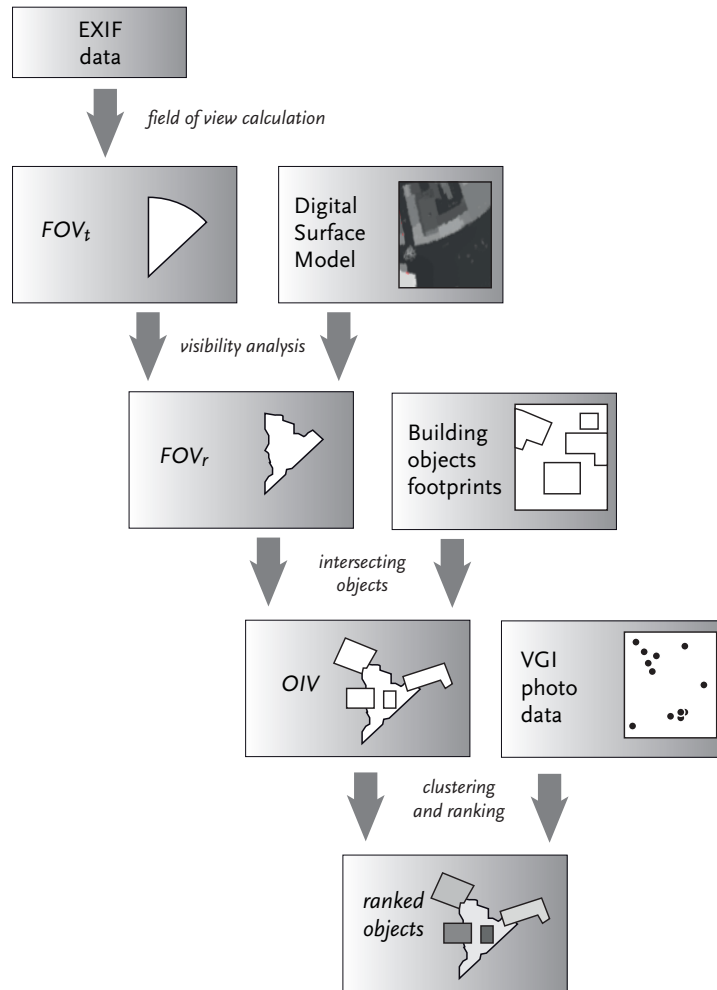 EXIF
data
field of view calculation
FOVt
Digital
Surface
Model
visibility analysis
FOVr
Building
objects
footprints
intersecting
objects
OIV
VGI
photo
data
clustering
and ranking
ranked
objects